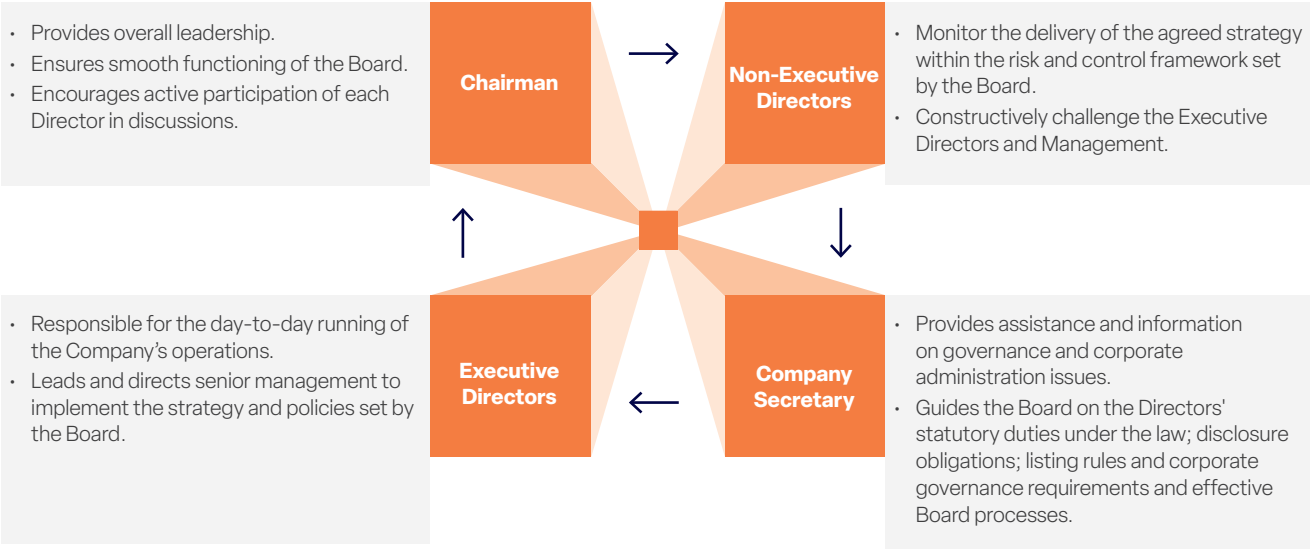 • Provides overall leadership.
• Ensures smooth functioning of the Board.
• Encourages active participation of each
Director in discussions.
Chairman
Non-Executive
Directors
• Monitor the delivery of the agreed strategy
within the risk and control framework set
by the Board.
• Constructively challenge the Executive
Directors and Management.
• Responsible for the day-to-day running of
the Company’s operations.
• Leads and directs senior management to
implement the strategy and policies set by
the Board.
Executive
Directors
Company
Secretary
• Provides assistance and information
on governance and corporate
administration issues.
• Guides the Board on the Directors'
statutory duties under the law; disclosure
obligations; listing rules and corporate
governance requirements and effective
Board processes.